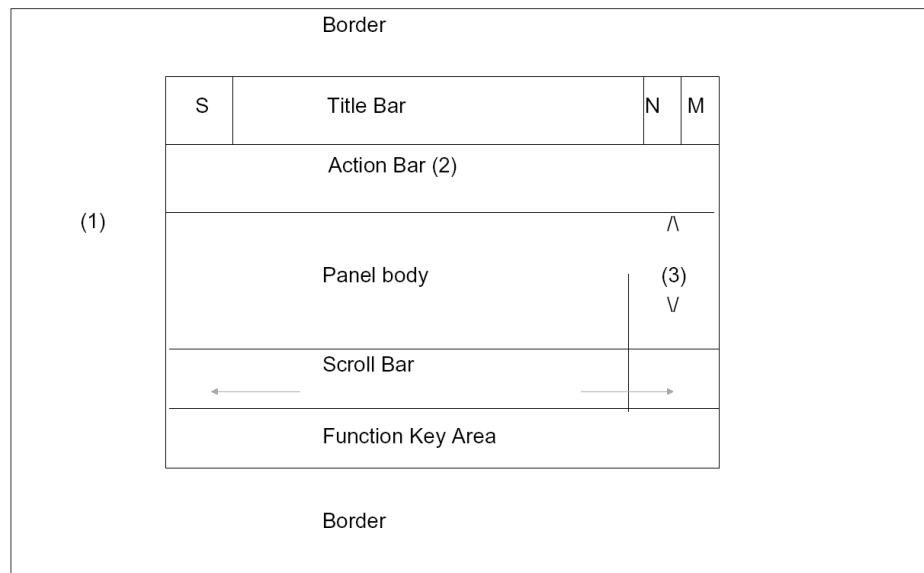 Border
S Title Bar N M
Action Bar (2)
(1) /\
Panel body (3)
\/
Scroll Bar
Function Key Area
Border